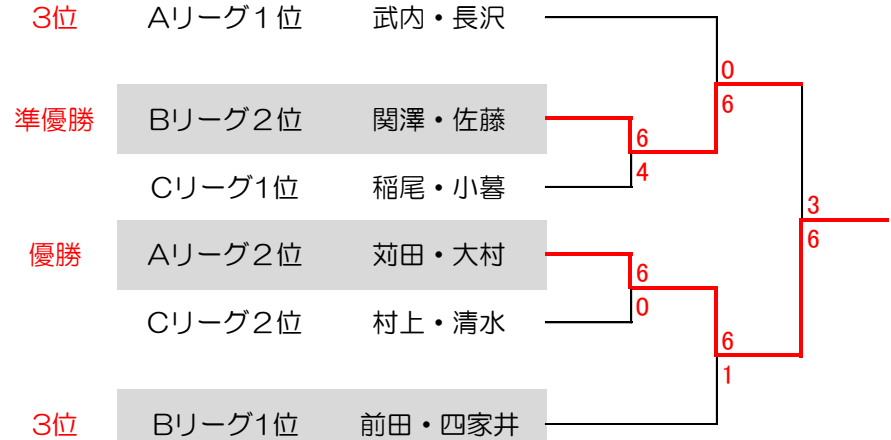 3位 Aリーグ1位 武内・長沢
0
準優勝 Bリーグ2位 関澤・佐藤 6 6
Cリーグ1位 稲尾・小暮 4
3
優勝 Aリーグ2位 苅田・大村 6 6
Cリーグ2位 村上・清水 0 6
1
3位 Bリーグ1位 前田・四家井